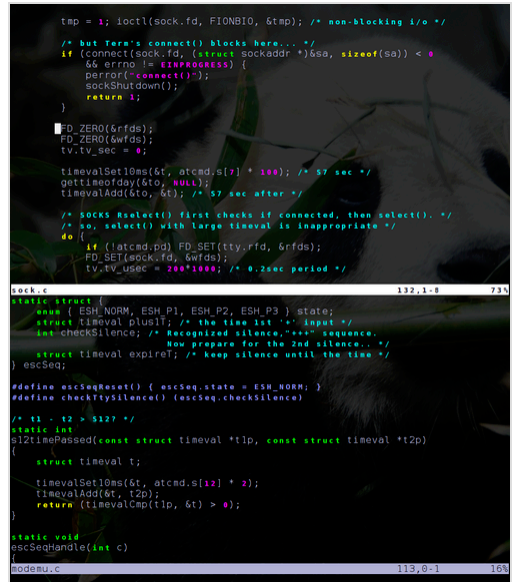 tmp = 1; ioctl(sock.fd, FIONBIO, &tmp); /* non-blocking i/o */
/* but Term's connect() blocks here... */
if (connect(sock.fd, (struct sockaddr *)&sa, sizeof(sa)) < 0
&& errno != EINPROGRESS) {
perror("connect()");
sockShutdown();
return 1;
}
FD_ZERO(&rfds);
FD_ZERO(&wfds);
tv.tv_sec = 0;
timevalSet10ms(&t, atcmd.s[7] * 100); /* S7 sec */
gettimeofday(&to, NULL);
timevalAdd(&to, &t); /* S7 sec after */
/* SOCKS Rselect() first checks if connected, then select(). */
/* so, select() with large timeval is inappropriate */
do {
if (!atcmd.pd) FD_SET(tty.rfd, &rfds);
FD_SET(sock.fd, &wfds);
tv.tv_usec = 200*1000; /* 0.2sec period */
sock.c 132,1-8 73%
static struct {
enum { ESH_NORM, ESH_P1, ESH_P2, ESH_P3 } state;
struct timeval plus1T; /* the time 1st '+' input */
int checkSilence; /* Recognized silence,"+++" sequence.
Now prepare for the 2nd silence.. */
struct timeval expireT; /* keep silence until the time */
} escSeq;
#define escSeqReset() { escSeq.state = ESH_NORM; }
#define checkTtySilence() (escSeq.checkSilence)
/* t1 - t2 > S12? */
static int
s12timePassed(const struct timeval *t1p, const struct timeval *t2p)
{
struct timeval t;
timevalSet10ms(&t, atcmd.s[12] * 2);
timevalAdd(&t, t2p);
return (timevalCmp(t1p, &t) > 0);
}
static void
escSeqHandle(int c)
{
modemu.c 113,0-1 16%